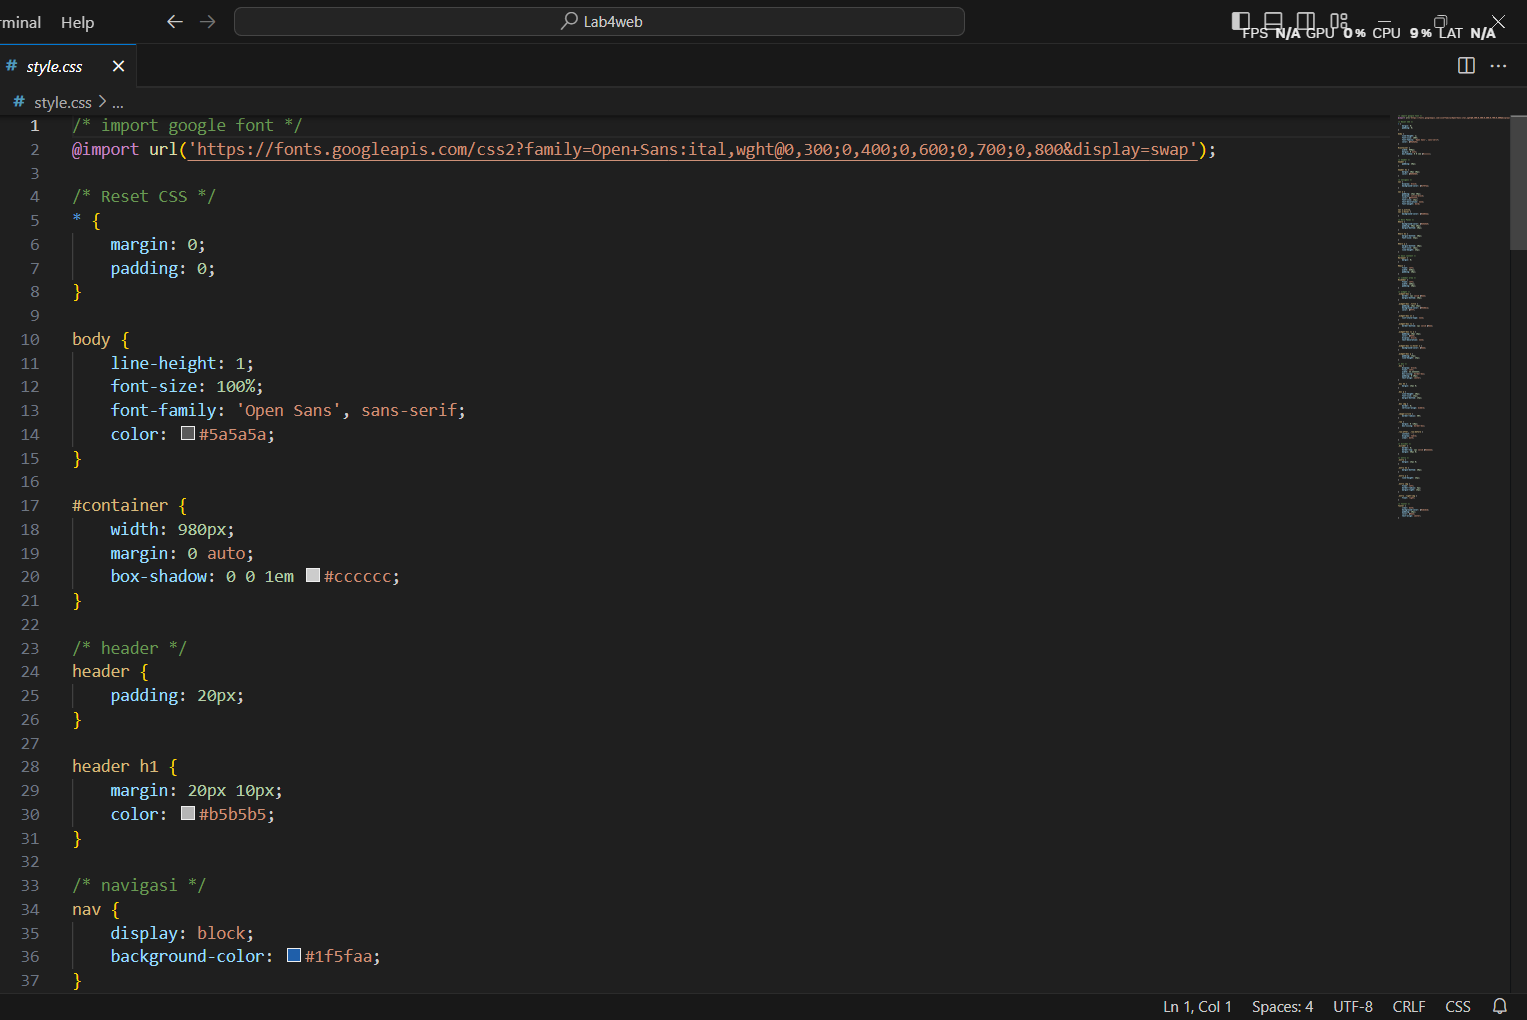 rminal Help Lab4web
FPS N/A GPU 0% CPU 9% LAT N/A
# style.css
# style.css > ...
1 /* import google font */
2 @import url('https://fonts.googleapis.com/css2?family=Open+Sans:ital,wght@0,300;0,400;0,600;0,700;0,800&display=swap');
3
4 /* Reset CSS */
5 * {
6 margin: 0;
7 padding: 0;
8 }
9
10 body {
11 line-height: 1;
12 font-size: 100%;
13 font-family: 'Open Sans', sans-serif;
14 color: #5a5a5a;
15 }
16
17 #container {
18 width: 980px;
19 margin: 0 auto;
20 box-shadow: 0 0 1em #cccccc;
21 }
22
23 /* header */
24 header {
25 padding: 20px;
26 }
27
28 header h1 {
29 margin: 20px 10px;
30 color: #b5b5b5;
31 }
32
33 /* navigasi */
34 nav {
35 display: block;
36 background-color: #1f5faa;
37 }
Ln 1, Col 1 Spaces: 4 UTF-8 CRLF CSS